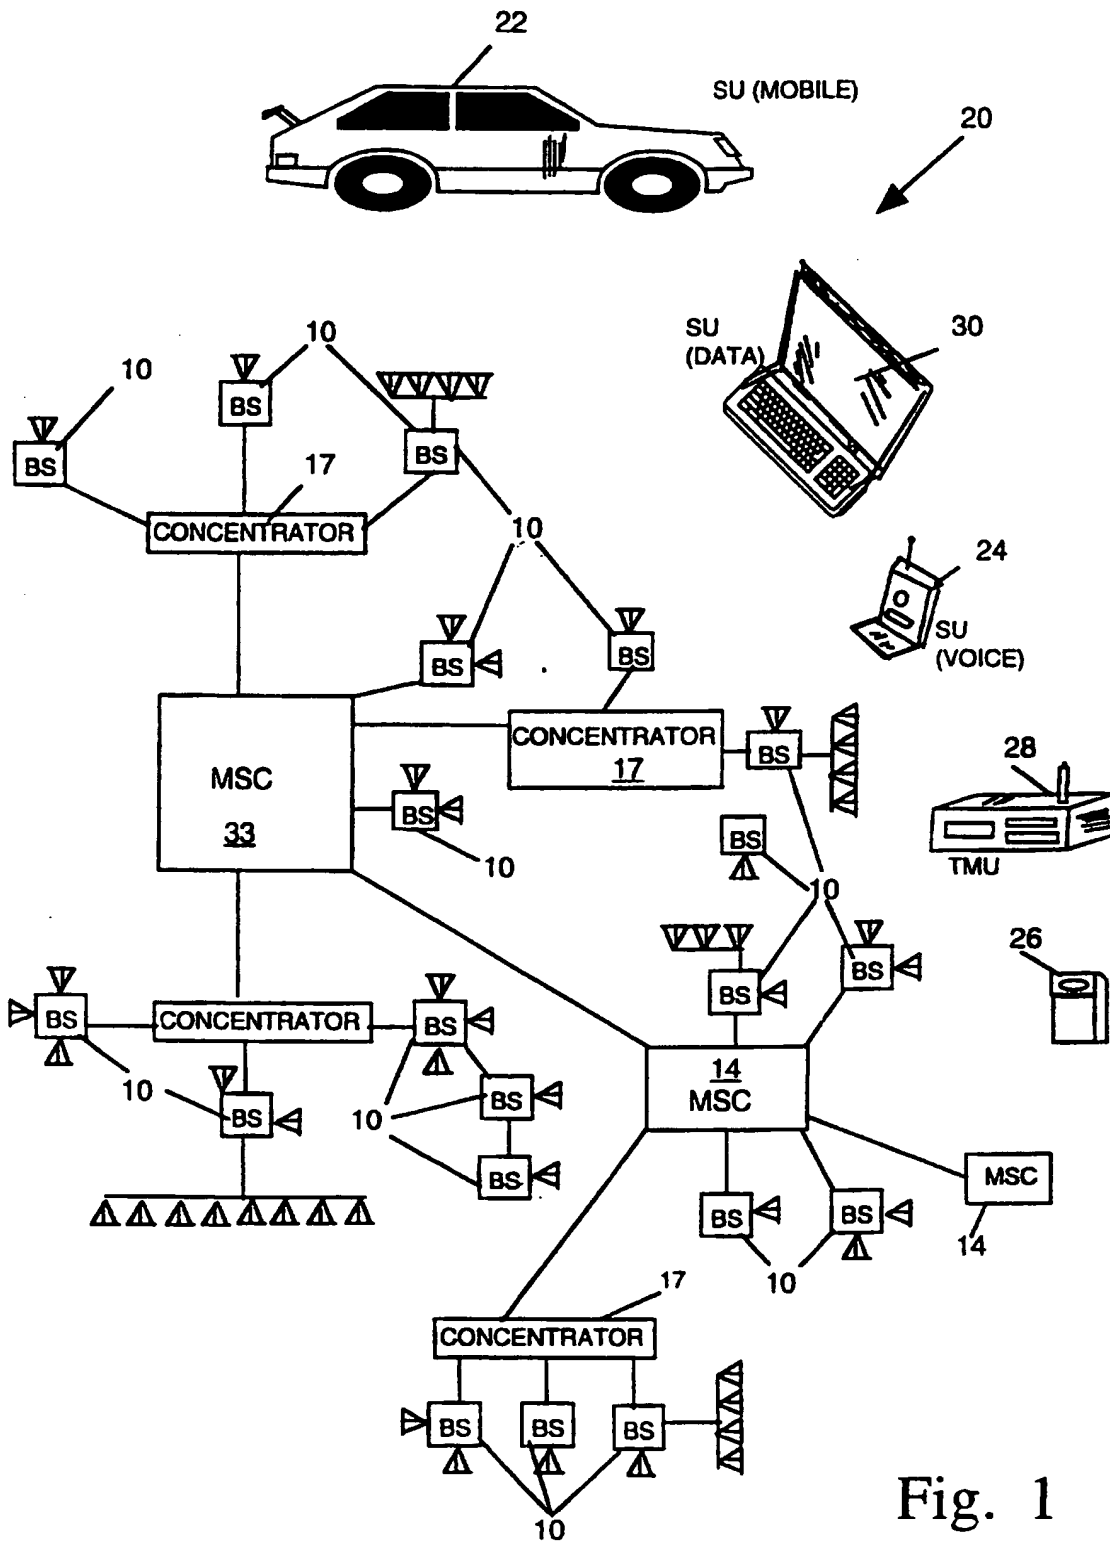 22
SU (MOBILE)
20
10
10
SU
(DATA)
30
BS
BS
BS
17
CONCENTRATOR
10
24
SU
(VOICE)
BS
BS
CONCENTRATOR
17
BS
MSC
33
BS
10
28
TMU
BS
10
26
BS
BS
BS
CONCENTRATOR
BS
10
BS
BS
10
BS
14
MSC
MSC
14
BS
BS
10
17
CONCENTRATOR
BS
BS
BS
10
Fig. 1